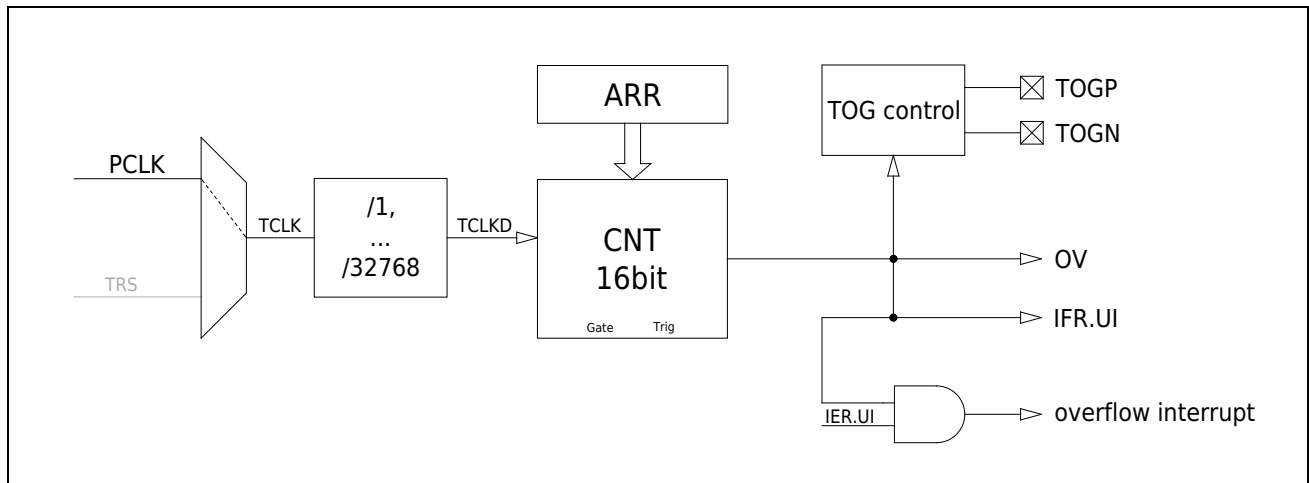 ARR
TOG control
TOGP
TOGN
PCLK
TRS
TCLK
/1,
...
/32768
TCLKD
CNT
16bit
Gate
Trig
OV
IFR.UI
IER.UI
overflow interrupt